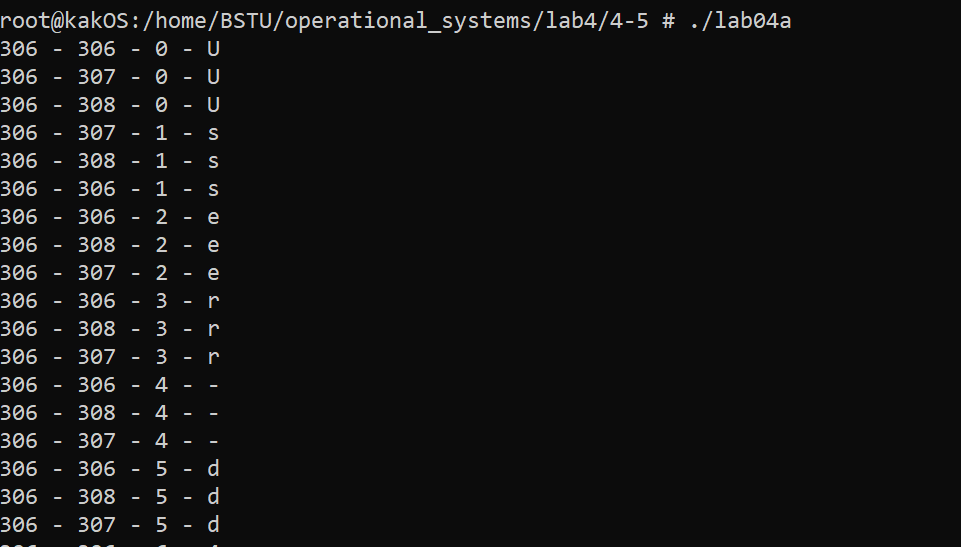 root@kakOS:/home/BSTU/operational_systems/lab4/4-5 # ./lab04a
306 - 306 - 0 - U
306 - 307 - 0 - U
306 - 308 - 0 - U
306 - 307 - 1 - s
306 - 308 - 1 - s
306 - 306 - 1 - s
306 - 306 - 2 - e
306 - 308 - 2 - e
306 - 307 - 2 - e
306 - 306 - 3 - r
306 - 308 - 3 - r
306 - 307 - 3 - r
306 - 306 - 4 - -
306 - 308 - 4 - -
306 - 307 - 4 - -
306 - 306 - 5 - d
306 - 308 - 5 - d
306 - 307 - 5 - d